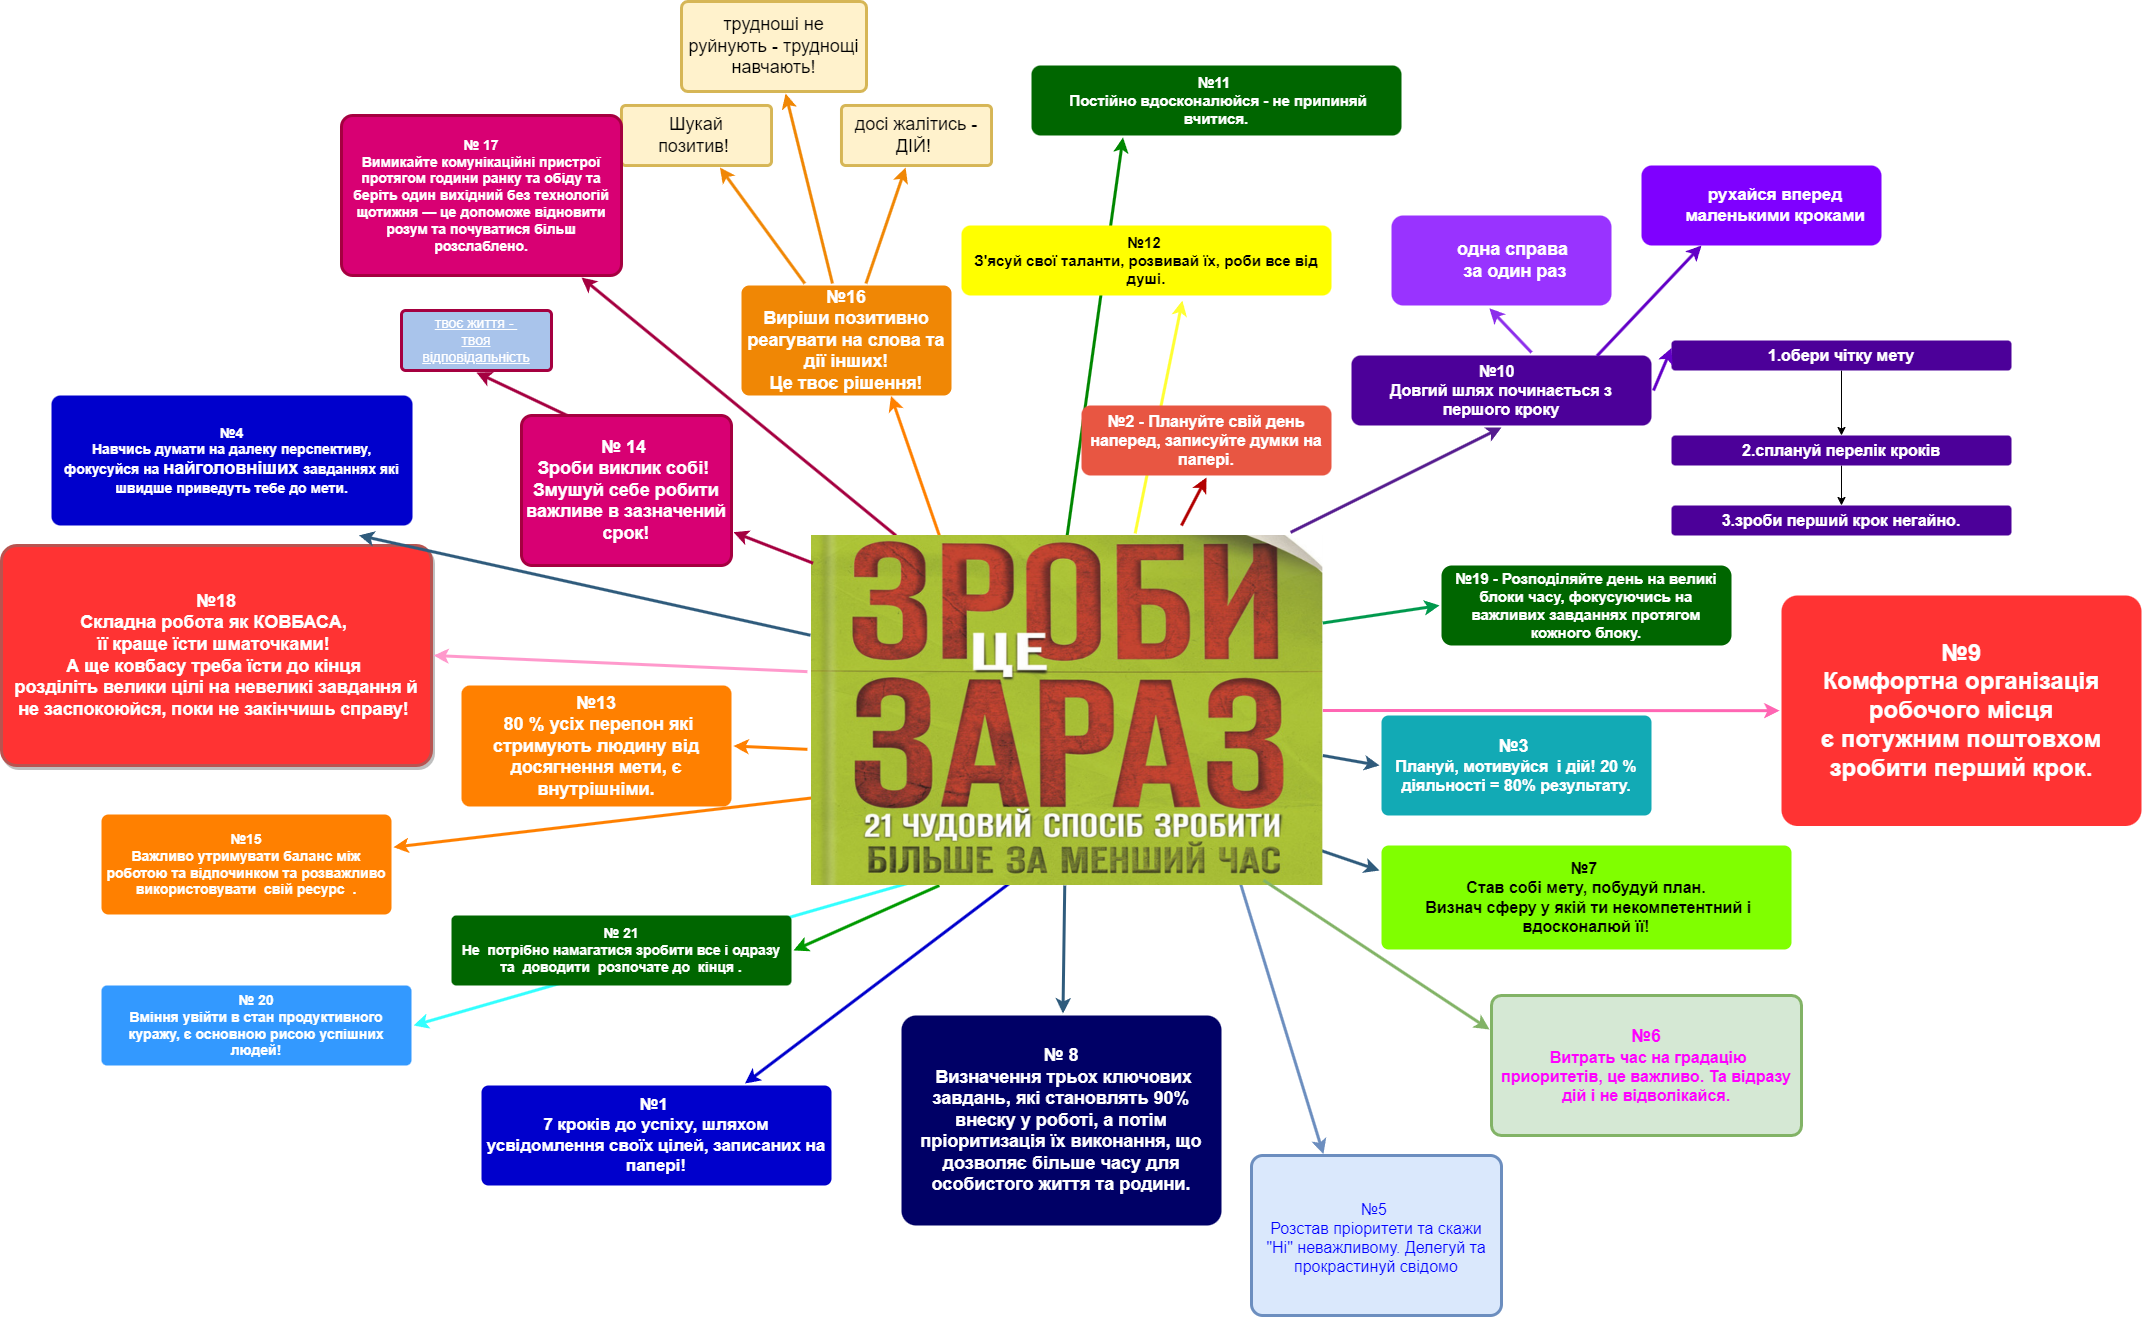 трудноші не
руйнують - труднощі
навчають!
Шукай
позитив!
досі жалітись -
ДІЙ!
№11
Постійно вдосконалюйся - не припиняй
вчитися.
№ 17
Вимикайте комунікаційні пристрої
протягом години ранку та обіду та
беріть один вихідний без технологій
щотижня — це допоможе відновити
розум та почуватися більш
розслаблено.
№12
З'ясуй свої таланти, розвивай їх, роби все від
душі.
рухайся вперед
маленькими кроками
одна справа
за один раз
№16
Виріши позитивно
реагувати на слова та
дії інших!
Це твоє рішення!
твоє життя -
твоя
відповідальність
1.обери чітку мету
2.сплануй перелік кроків
3.зроби перший крок негайно.
№10
Довгий шлях починається з
першого кроку
№4
Навчись думати на далеку перспективу,
фокусуйся на найголовніших завданнях які
швидше приведуть тебе до мети.
№ 14
Зроби виклик собі!
Змушуй себе робити
важливе в зазначений
срок!
№2 - Плануйте свій день
наперед, записуйте думки на
папері.
№18
Складна робота як КОВБАСА,
її краще їсти шматочками!
А ще ковбасу треба їсти до кінця
розділіть велики цілі на невеликі завдання й
не заспокоюйся, поки не закінчишь справу!
ЗРОБИ
ЦЕ
ЗАРАЗ
21 ЧУДОВИЙ СПОСІБ ЗРОБИТИ
БІЛЬШЕ ЗА МЕНШИЙ ЧАС
№19 - Розподіляйте день на великі
блоки часу, фокусуючись на
важливих завданнях протягом
кожного блоку.
№9
Комфортна організація
робочого місця
є потужним поштовхом
зробити перший крок.
№13
80 % усіх перепон які
стримують людину від
досягнення мети, є
внутрішніми.
№3
Плануй, мотивуйся  і дій! 20 %
діяльності = 80% результату.
№15
Важливо утримувати баланс між
роботою та відпочинком та розважливо
використовувати  свій ресурс  .
№7
Став собі мету, побудуй план.
Визнач сферу у якій ти некомпетентний і
вдосконалюй її!
№ 21
Не  потрібно намагатися зробити все і одразу
та  доводити  розпочате до  кінця .
№ 20
Вміння увійти в стан продуктивного
куражу, є основною рисою успішних
людей!
№1
7 кроків до успіху, шляхом
усвідомлення своїх цілей, записаних на
папері!
№ 8
Визначення трьох ключових
завдань, які становлять 90%
внеску у роботі, а потім
пріоритизація їх виконання, що
дозволяє більше часу для
особистого життя та родини.
№6
Витрать час на градацію
приоритетів, це важливо. Та відразу
дій і не відволікайся.
№5
Розстав пріоритети та скажи
"Ні" неважливому. Делегуй та
прокрастинуй свідомо